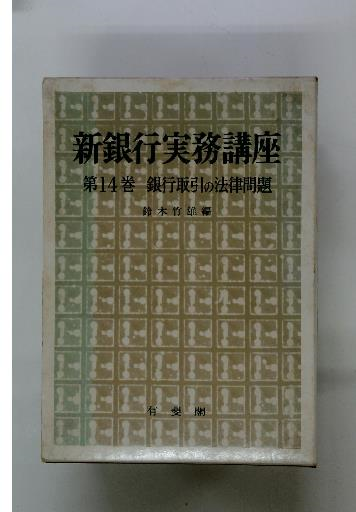 新銀行実務講座
第14巻 銀行取引の法律問題
鈴木竹雄編
有斐閣